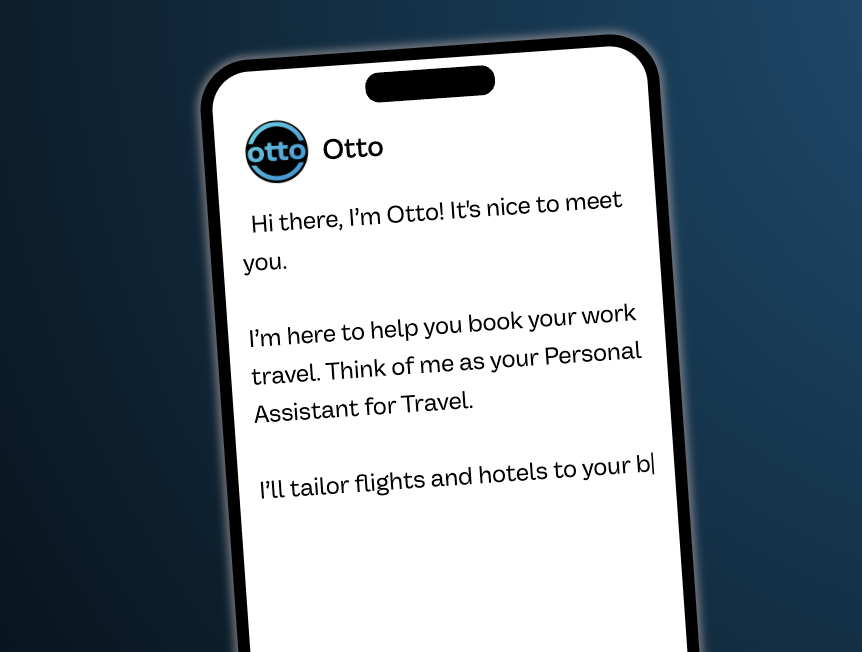 otto
Otto
Hi there, I’m Otto! It's nice to meet
you.
I’m here to help you book your work
travel. Think of me as your Personal
Assistant for Travel.
I’ll tailor flights and hotels to your b|